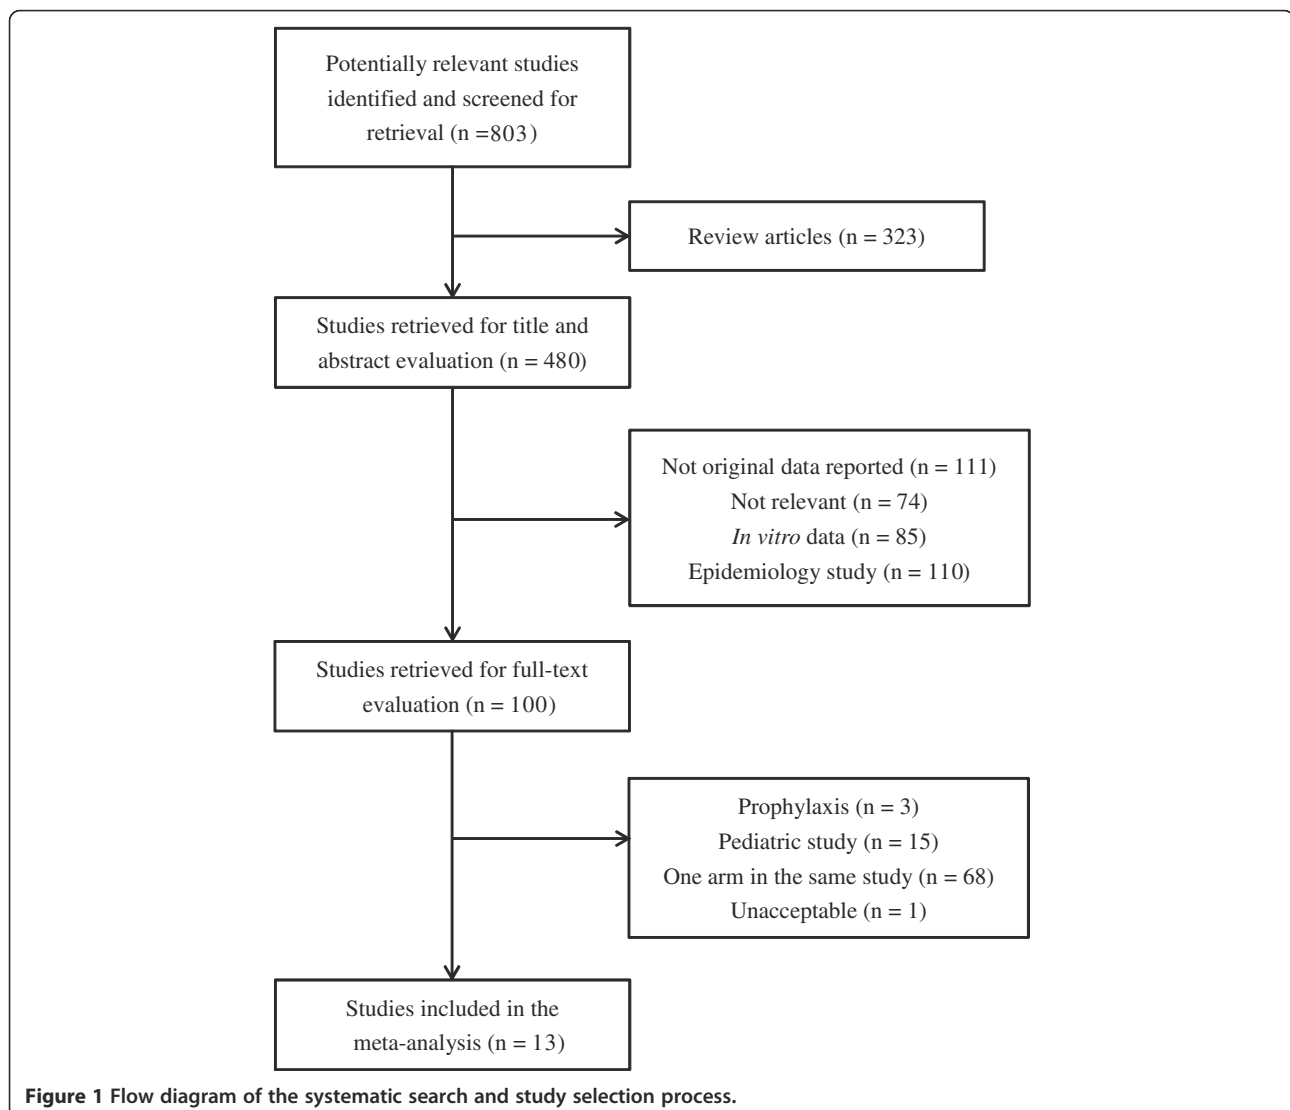 Potentially relevant studies
identified and screened for
retrieval (n =803)
Review articles (n = 323)
Studies retrieved for title and
abstract evaluation (n = 480)
Not original data reported (n = 111)
Not relevant (n = 74)
In vitro data (n = 85)
Epidemiology study (n = 110)
Studies retrieved for full-text
evaluation (n = 100)
Prophylaxis (n = 3)
Pediatric study (n = 15)
One arm in the same study (n = 68)
Unacceptable (n = 1)
Studies included in the
meta-analysis (n = 13)
Figure 1 Flow diagram of the systematic search and study selection process.